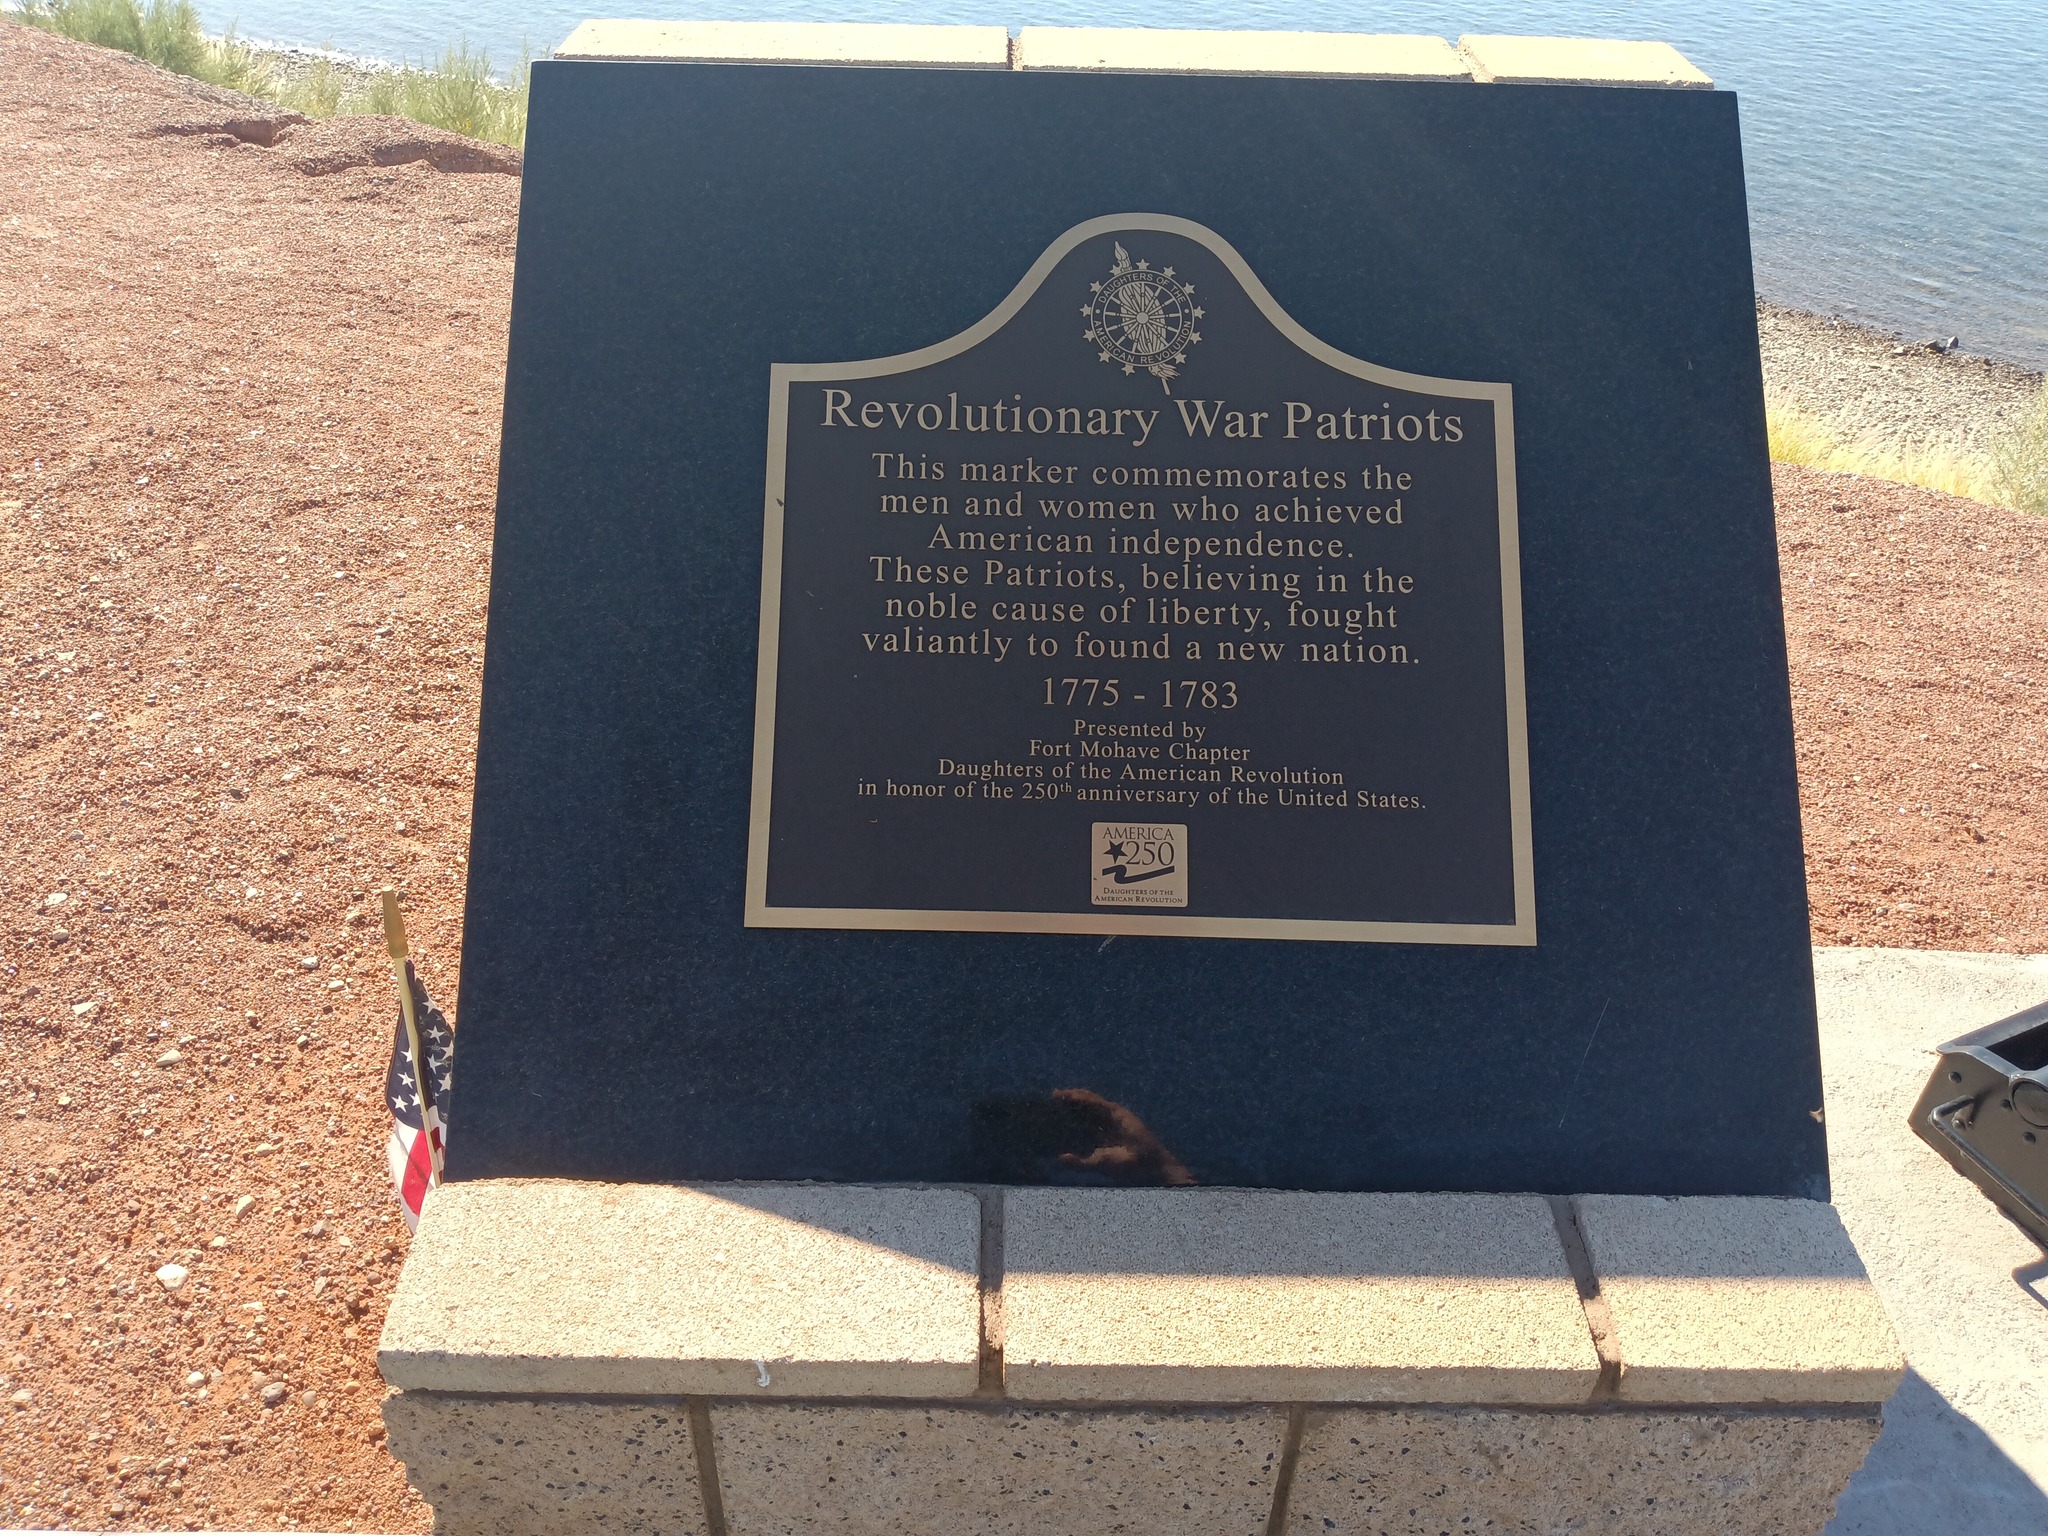 DAUGHTERS OF THE
AMERICAN REVOLUTION
Revolutionary War Patriots
This marker commemorates the
men and women who achieved
American independence.
These Patriots, believing in the
noble cause of liberty, fought
valiantly to found a new nation.
1775 - 1783
Presented by
Fort Mohave Chapter
Daughters of the American Revolution
in honor of the 250th anniversary of the United States.
AMERICA
250
DAUGHTERS OF THE
AMERICAN REVOLUTION